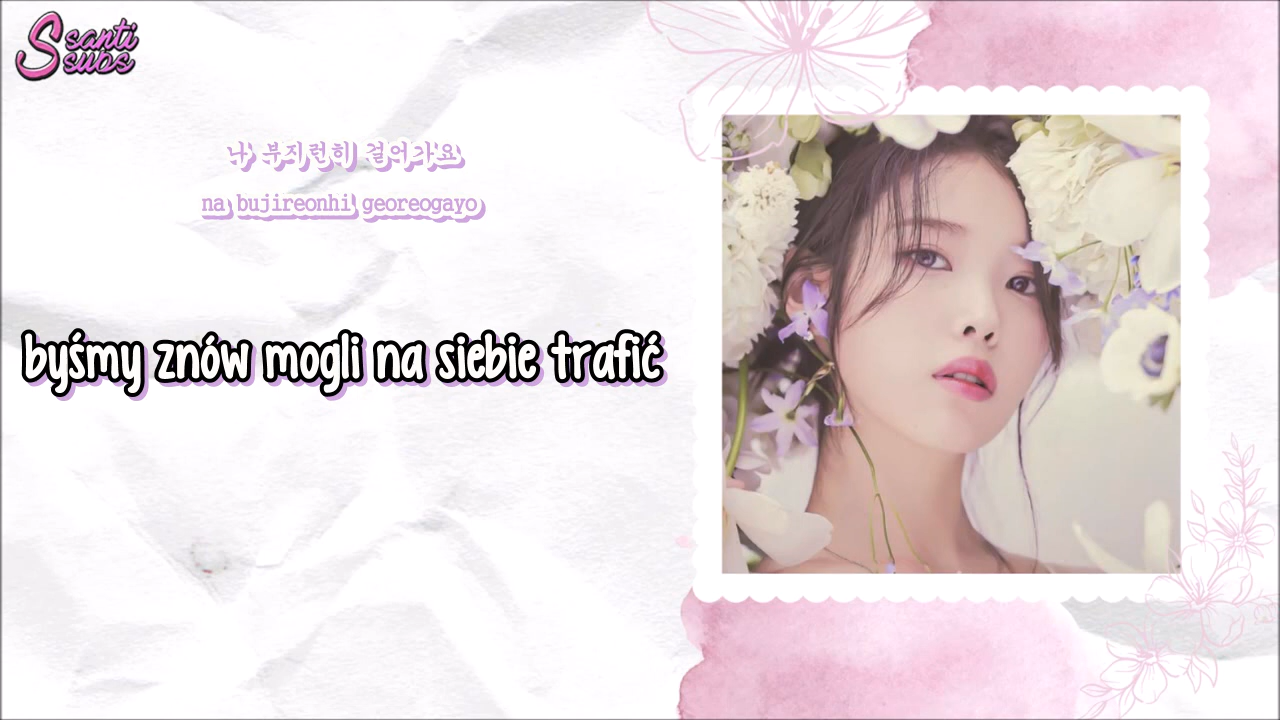 Ssanti
subs
나 부지런히 걸어가요
na bujireonhi georeogayo
byśmy znów mogli na siebie trafić